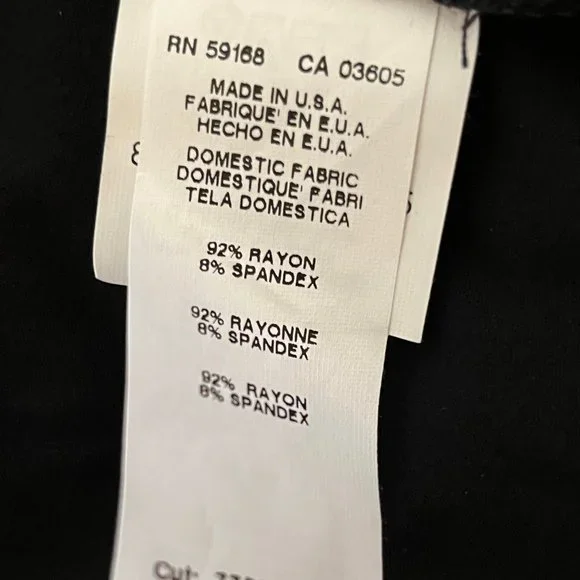 RN 59168 CA 03605
MADE IN U.S.A.
FABRIQUE' EN E.U.A.
HECHO EN E.U.A.
DOMESTIC FABRIC
DOMESTIQUE' FABRI
TELA DOMESTICA
92% RAYON
8% SPANDEX
92% RAYONNE
8% SPANDEX
92% RAYON
8% SPANDEX
Cut: